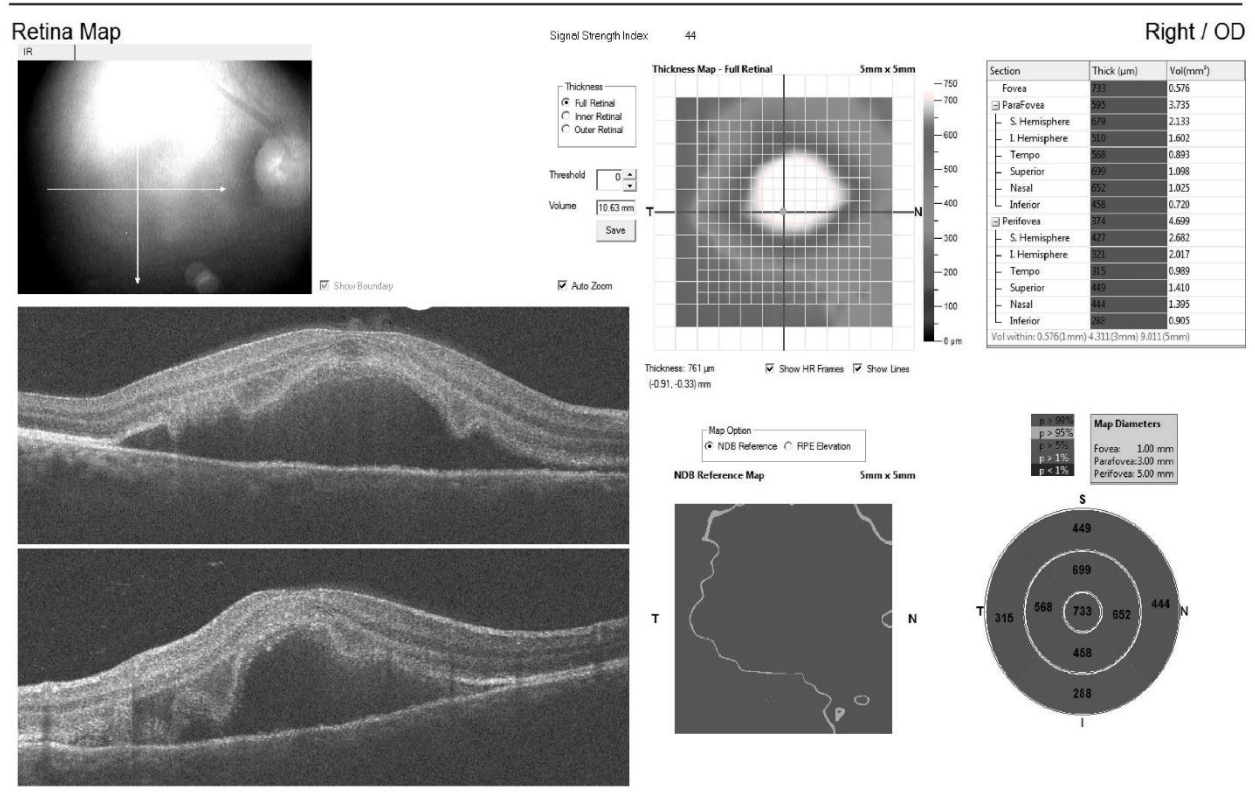 Retina Map
Signal Strength Index 44
Right / OD
IR
Show Boundary
Thickness
Full Retinal
Inner Retinal
Outer Retinal
Threshold 0
Volume 10.63 mm
Save
Auto Zoom
Thickness Map - Full Retinal 5mm x 5mm
T
N
750
700
600
500
400
300
200
100
0 µm
Thickness: 761 µm
(-0.91, -0.33) mm
Show HR Frames Show Lines
Section Thick (µm) Vol(mm³)
Fovea 733 0.576
ParaFovea 595 3.735
S. Hemisphere 679 2.133
I. Hemisphere 510 1.602
Tempo 568 0.893
Superior 699 1.098
Nasal 652 1.025
Inferior 458 0.720
Perifovea 374 4.699
S. Hemisphere 427 2.682
I. Hemisphere 321 2.017
Tempo 315 0.989
Superior 449 1.410
Nasal 444 1.395
Inferior 288 0.905
Vol within: 0.576(1mm) 4.311(3mm) 9.011(5mm)
Map Option
NDB Reference RPE Elevation
NDB Reference Map 5mm x 5mm
T
N
p > 99%
p > 95%
p > 5%
p > 1%
p < 1%
Map Diameters
Fovea: 1.00 mm
Parafovea:3.00 mm
Perifovea: 5.00 mm
S
449
699
T 315 568 733 652 444 N
458
288
I